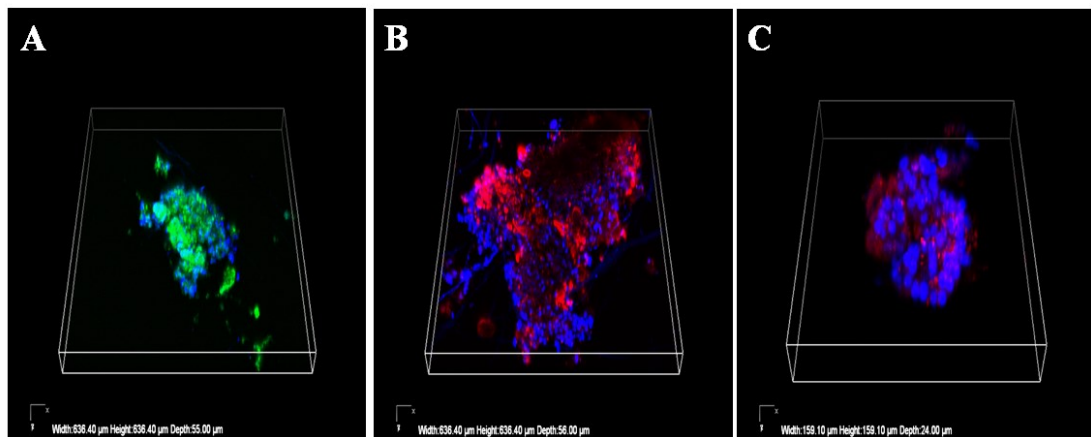 A
B
C
x
y
Width:636.40 µm Height:636.40 µm Depth:55.00 µm
x
y
Width:636.40 µm Height:636.40 µm Depth:56.00 µm
x
y
Width:159.10 µm Height:159.10 µm Depth:24.00 µm